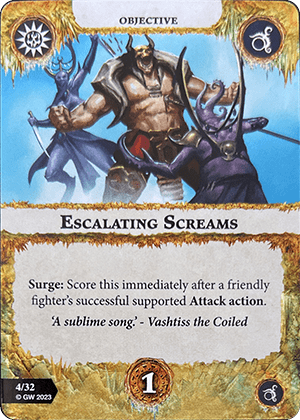 OBJECTIVE
ESCALATING SCREAMS
Surge: Score this immediately after a friendly
fighter's successful supported Attack action.
'A sublime song.' - Vashtiss the Coiled
4/32
© GW 2023
1